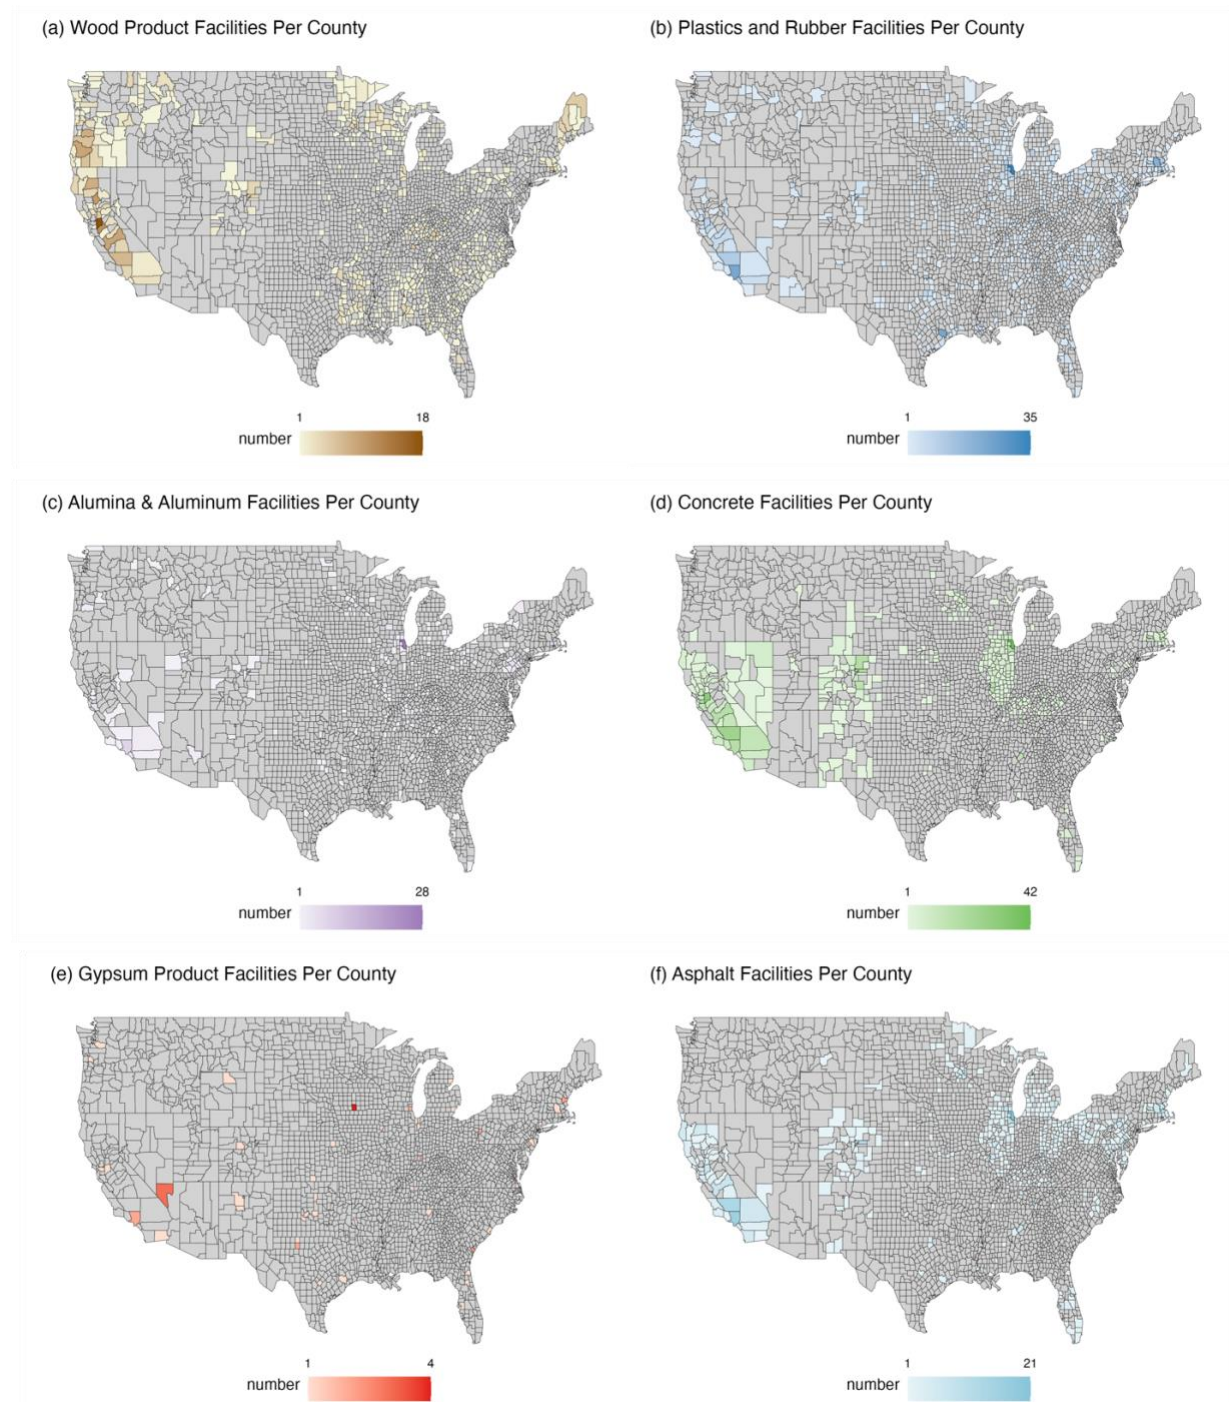 (a) Wood Product Facilities Per County
(b) Plastics and Rubber Facilities Per County
1 18
number
1 35
number
(c) Alumina & Aluminum Facilities Per County
(d) Concrete Facilities Per County
1 28
number
1 42
number
(e) Gypsum Product Facilities Per County
(f) Asphalt Facilities Per County
1 4
number
1 21
number